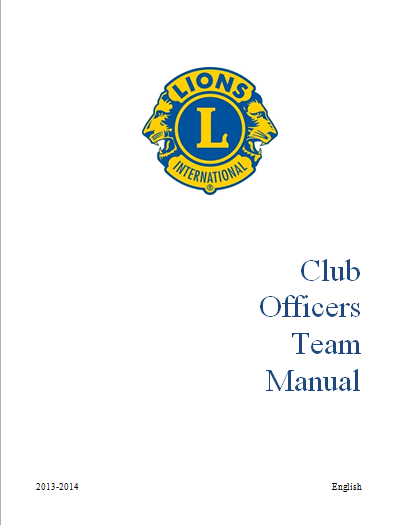 LIONS
L
INTERNATIONAL
®
Club
Officers
Team
Manual
2013-2014 English